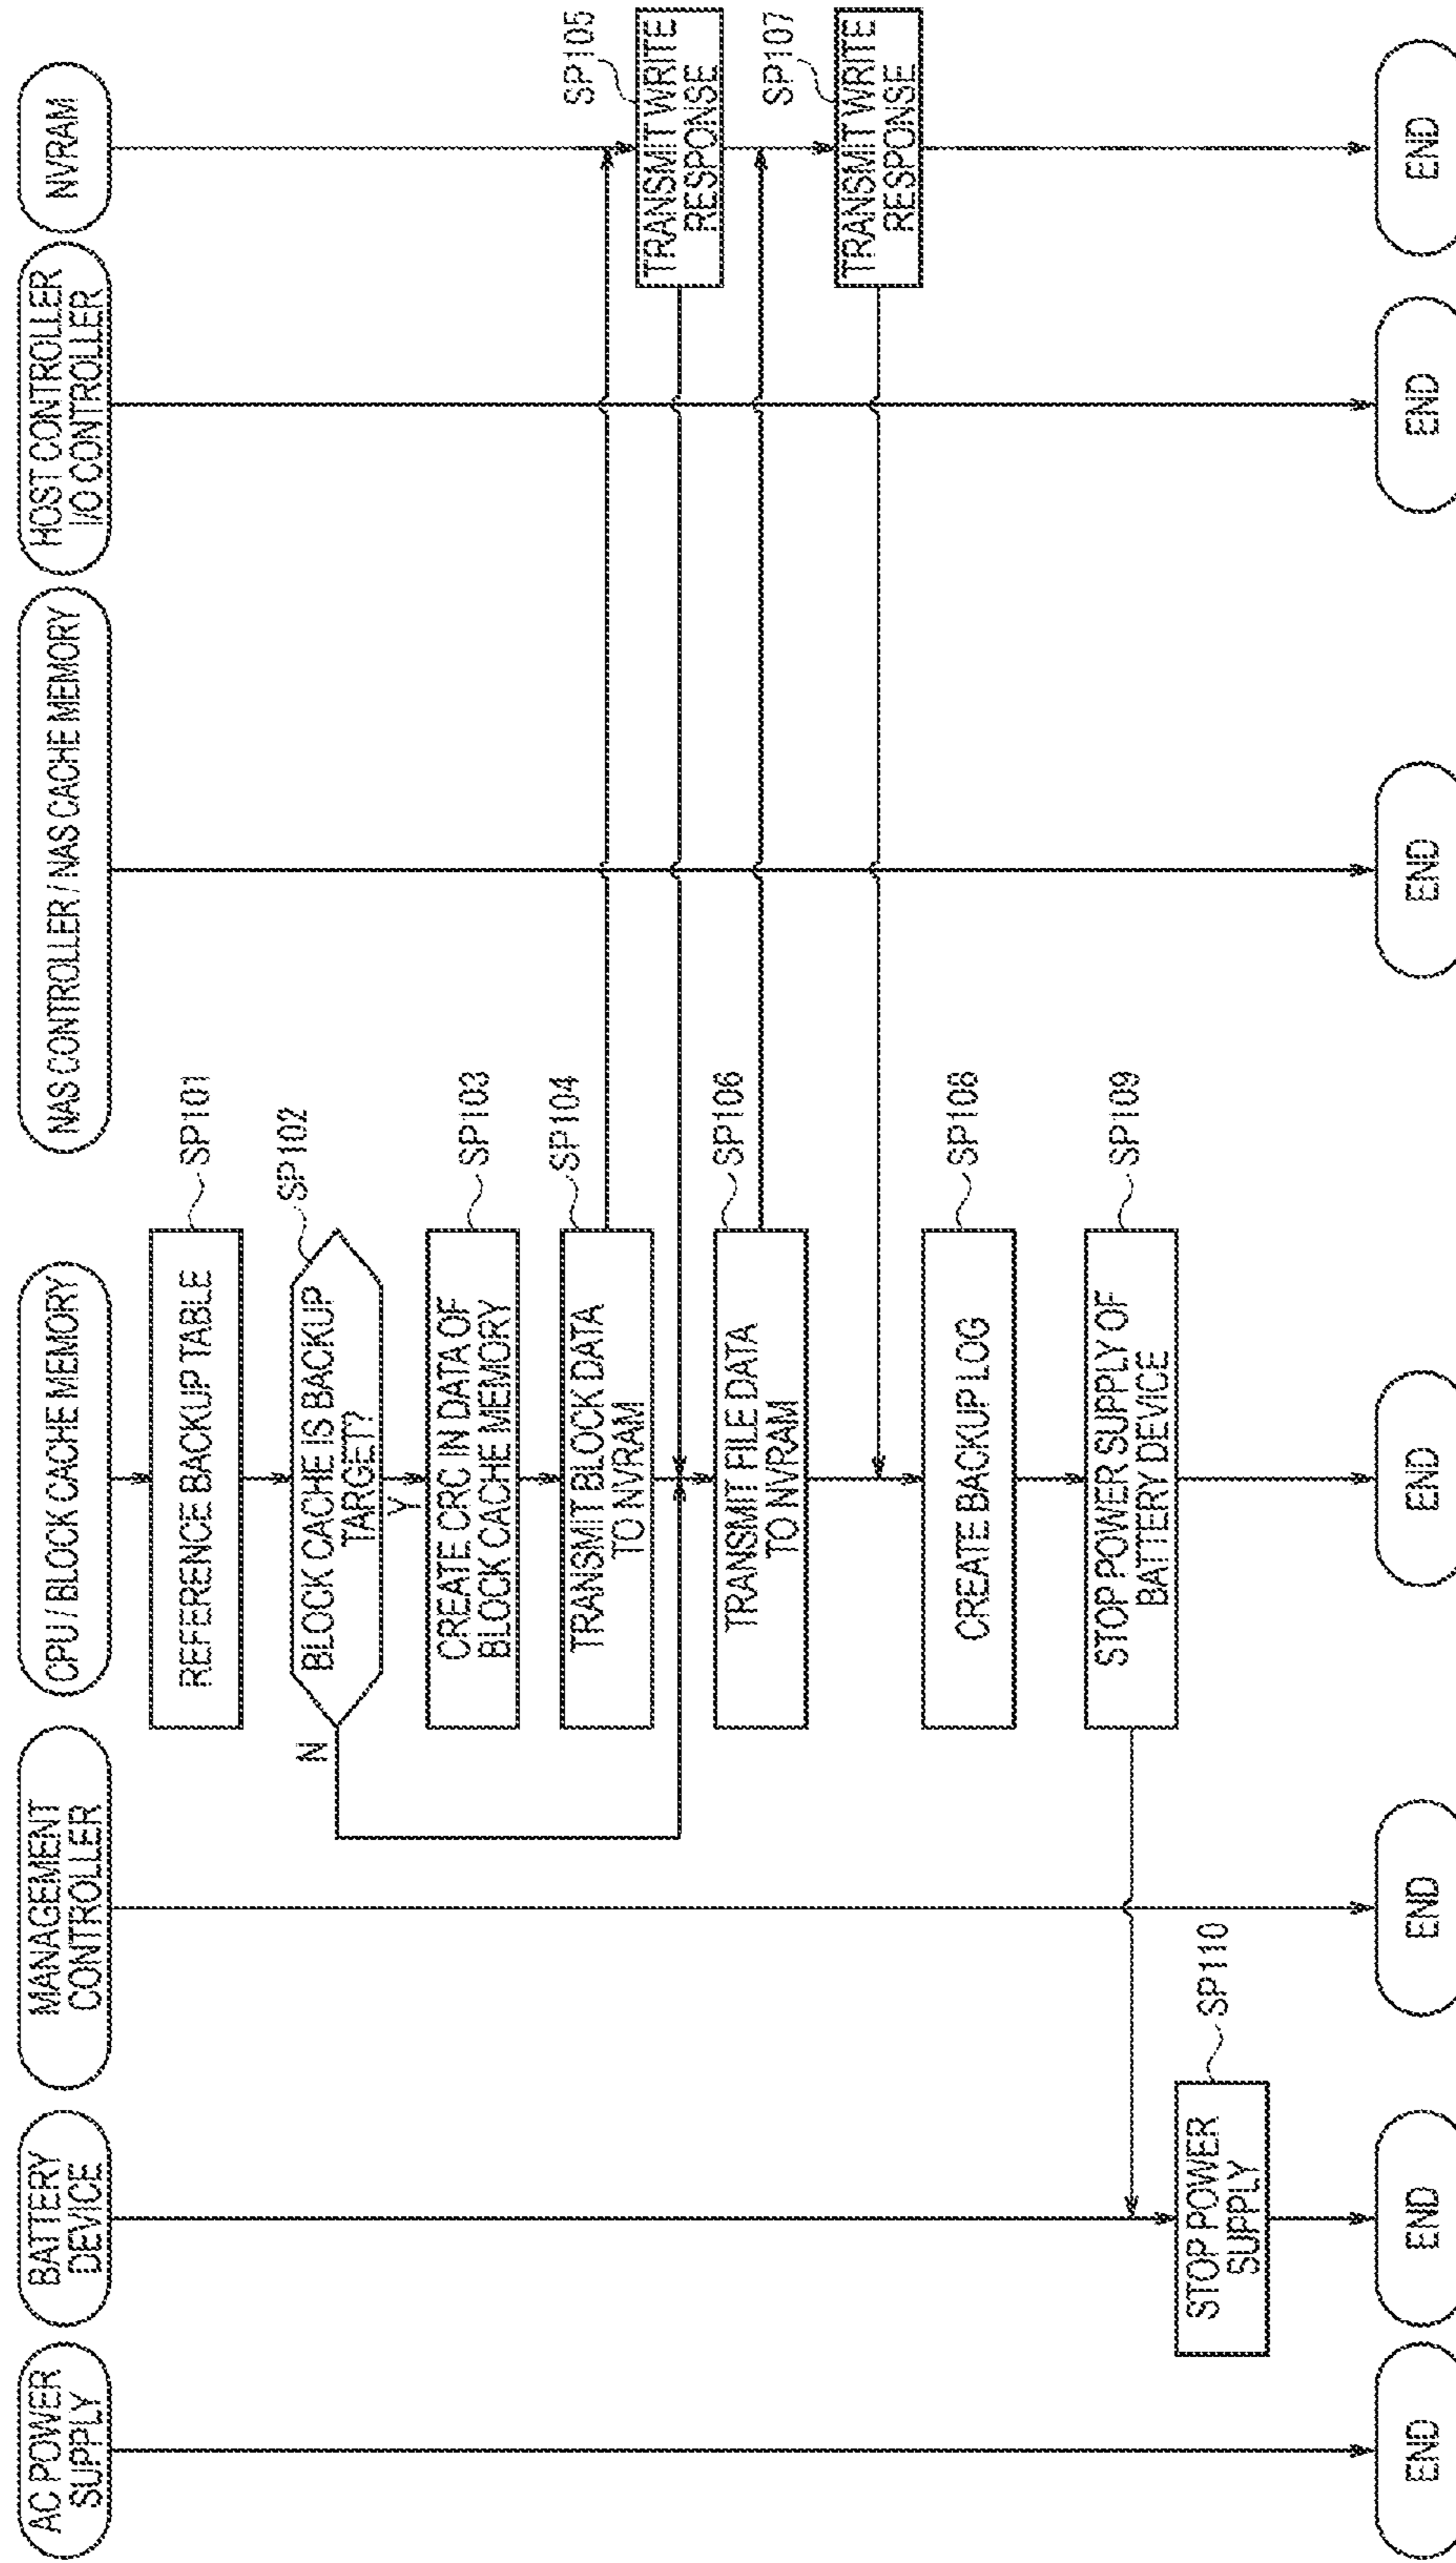 AC POWER
SUPPLY
BATTERY
DEVICE
MANAGEMENT
CONTROLLER
CPU / BLOCK CACHE MEMORY
NAS CONTROLLER / NAS CACHE MEMORY
HOST CONTROLLER
I/O CONTROLLER
NVRAM
REFERENCE BACKUP TABLE
SP101
BLOCK CACHE IS BACKUP
TARGET?
SP102
N
Y
CREATE CRC IN DATA OF
BLOCK CACHE MEMORY
SP103
TRANSMIT BLOCK DATA
TO NVRAM
SP104
TRANSMIT WRITE
RESPONSE
SP105
TRANSMIT FILE DATA
TO NVRAM
SP106
TRANSMIT WRITE
RESPONSE
SP107
CREATE BACKUP LOG
SP108
STOP POWER SUPPLY OF
BATTERY DEVICE
SP109
STOP POWER
SUPPLY
SP110
END
END
END
END
END
END
END